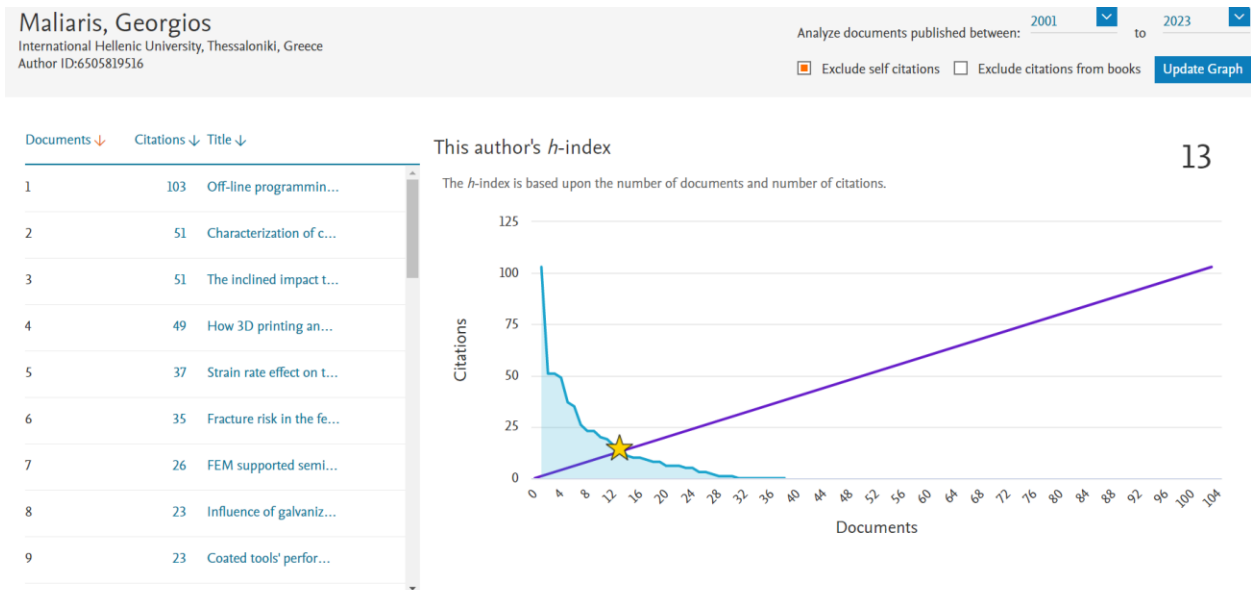 Maliaris, Georgios
International Hellenic University, Thessaloniki, Greece
Author ID:6505819516
Analyze documents published between: 2001 to 2023
Exclude self citations Exclude citations from books Update Graph
Documents Citations Title
1 103 Off-line programmin...
2 51 Characterization of c...
3 51 The inclined impact t...
4 49 How 3D printing an...
5 37 Strain rate effect on t...
6 35 Fracture risk in the fe...
7 26 FEM supported semi...
8 23 Influence of galvaniz...
9 23 Coated tools' perfor...
This author's h-index
13
The h-index is based upon the number of documents and number of citations.
125
100
75
50
25
0
Citations
0 4 8 12 16 20 24 28 32 36 40 44 48 52 56 60 64 68 72 76 80 84 88 92 96 100 104
Documents